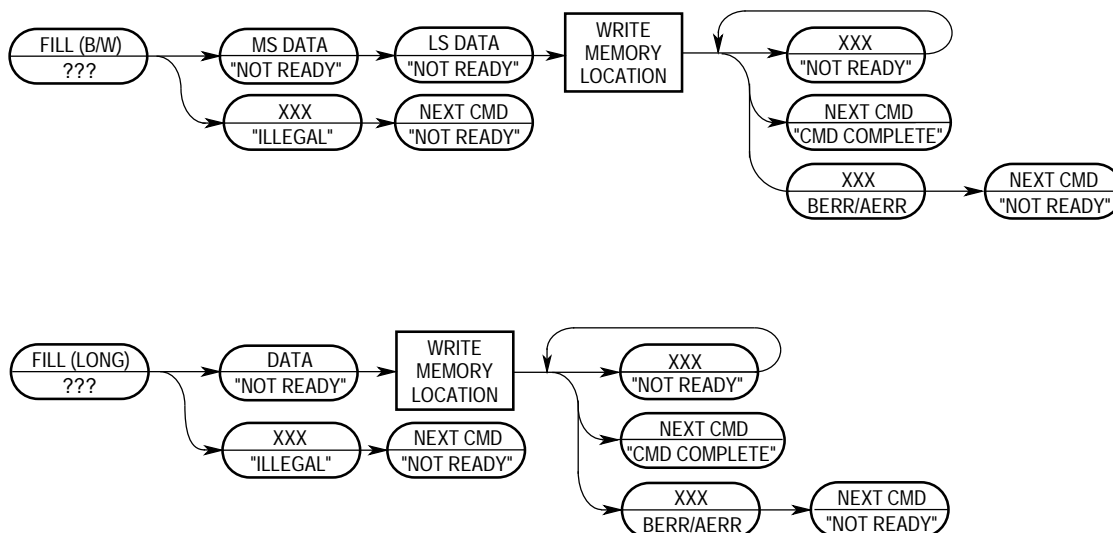 FILL (B/W)
???
MS DATA
"NOT READY"
LS DATA
"NOT READY"
WRITE
MEMORY
LOCATION
XXX
"NOT READY"
XXX
"ILLEGAL"
NEXT CMD
"NOT READY"
NEXT CMD
"CMD COMPLETE"
XXX
BERR/AERR
NEXT CMD
"NOT READY"
FILL (LONG)
???
DATA
"NOT READY"
WRITE
MEMORY
LOCATION
XXX
"NOT READY"
XXX
"ILLEGAL"
NEXT CMD
"NOT READY"
NEXT CMD
"CMD COMPLETE"
XXX
BERR/AERR
NEXT CMD
"NOT READY"